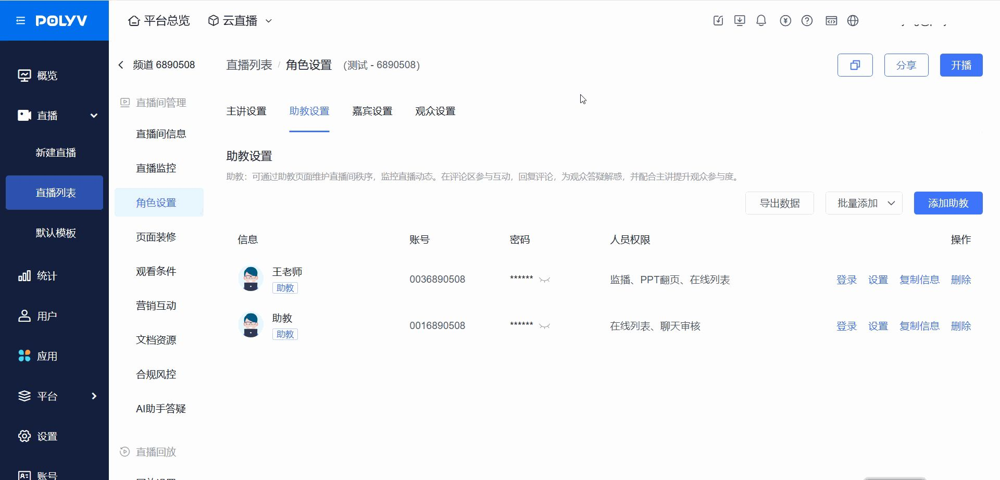 POLYV
平台总览
云直播
概览
直播
新建直播
直播列表
默认模板
统计
用户
应用
平台
设置
账号
频道 6890508
直播间管理
直播间信息
直播监控
角色设置
页面装修
观看条件
营销互动
文档资源
合规风控
AI助手答疑
直播回放
直播列表 / 角色设置 (测试 - 6890508)
分享
开播
主讲设置
助教设置
嘉宾设置
观众设置
助教设置
助教：可通过助教页面维护直播间秩序，监控直播动态。在评论区参与互动，回复评论，为观众答疑解惑，并配合主讲提升观众参与度。
导出数据
批量添加
添加助教
信息 账号 密码 人员权限 操作
王老师
助教
0036890508 ****** 监播、PPT翻页、在线列表 登录 设置 复制信息 删除
助教
助教
0016890508 ****** 在线列表、聊天审核 登录 设置 复制信息 删除